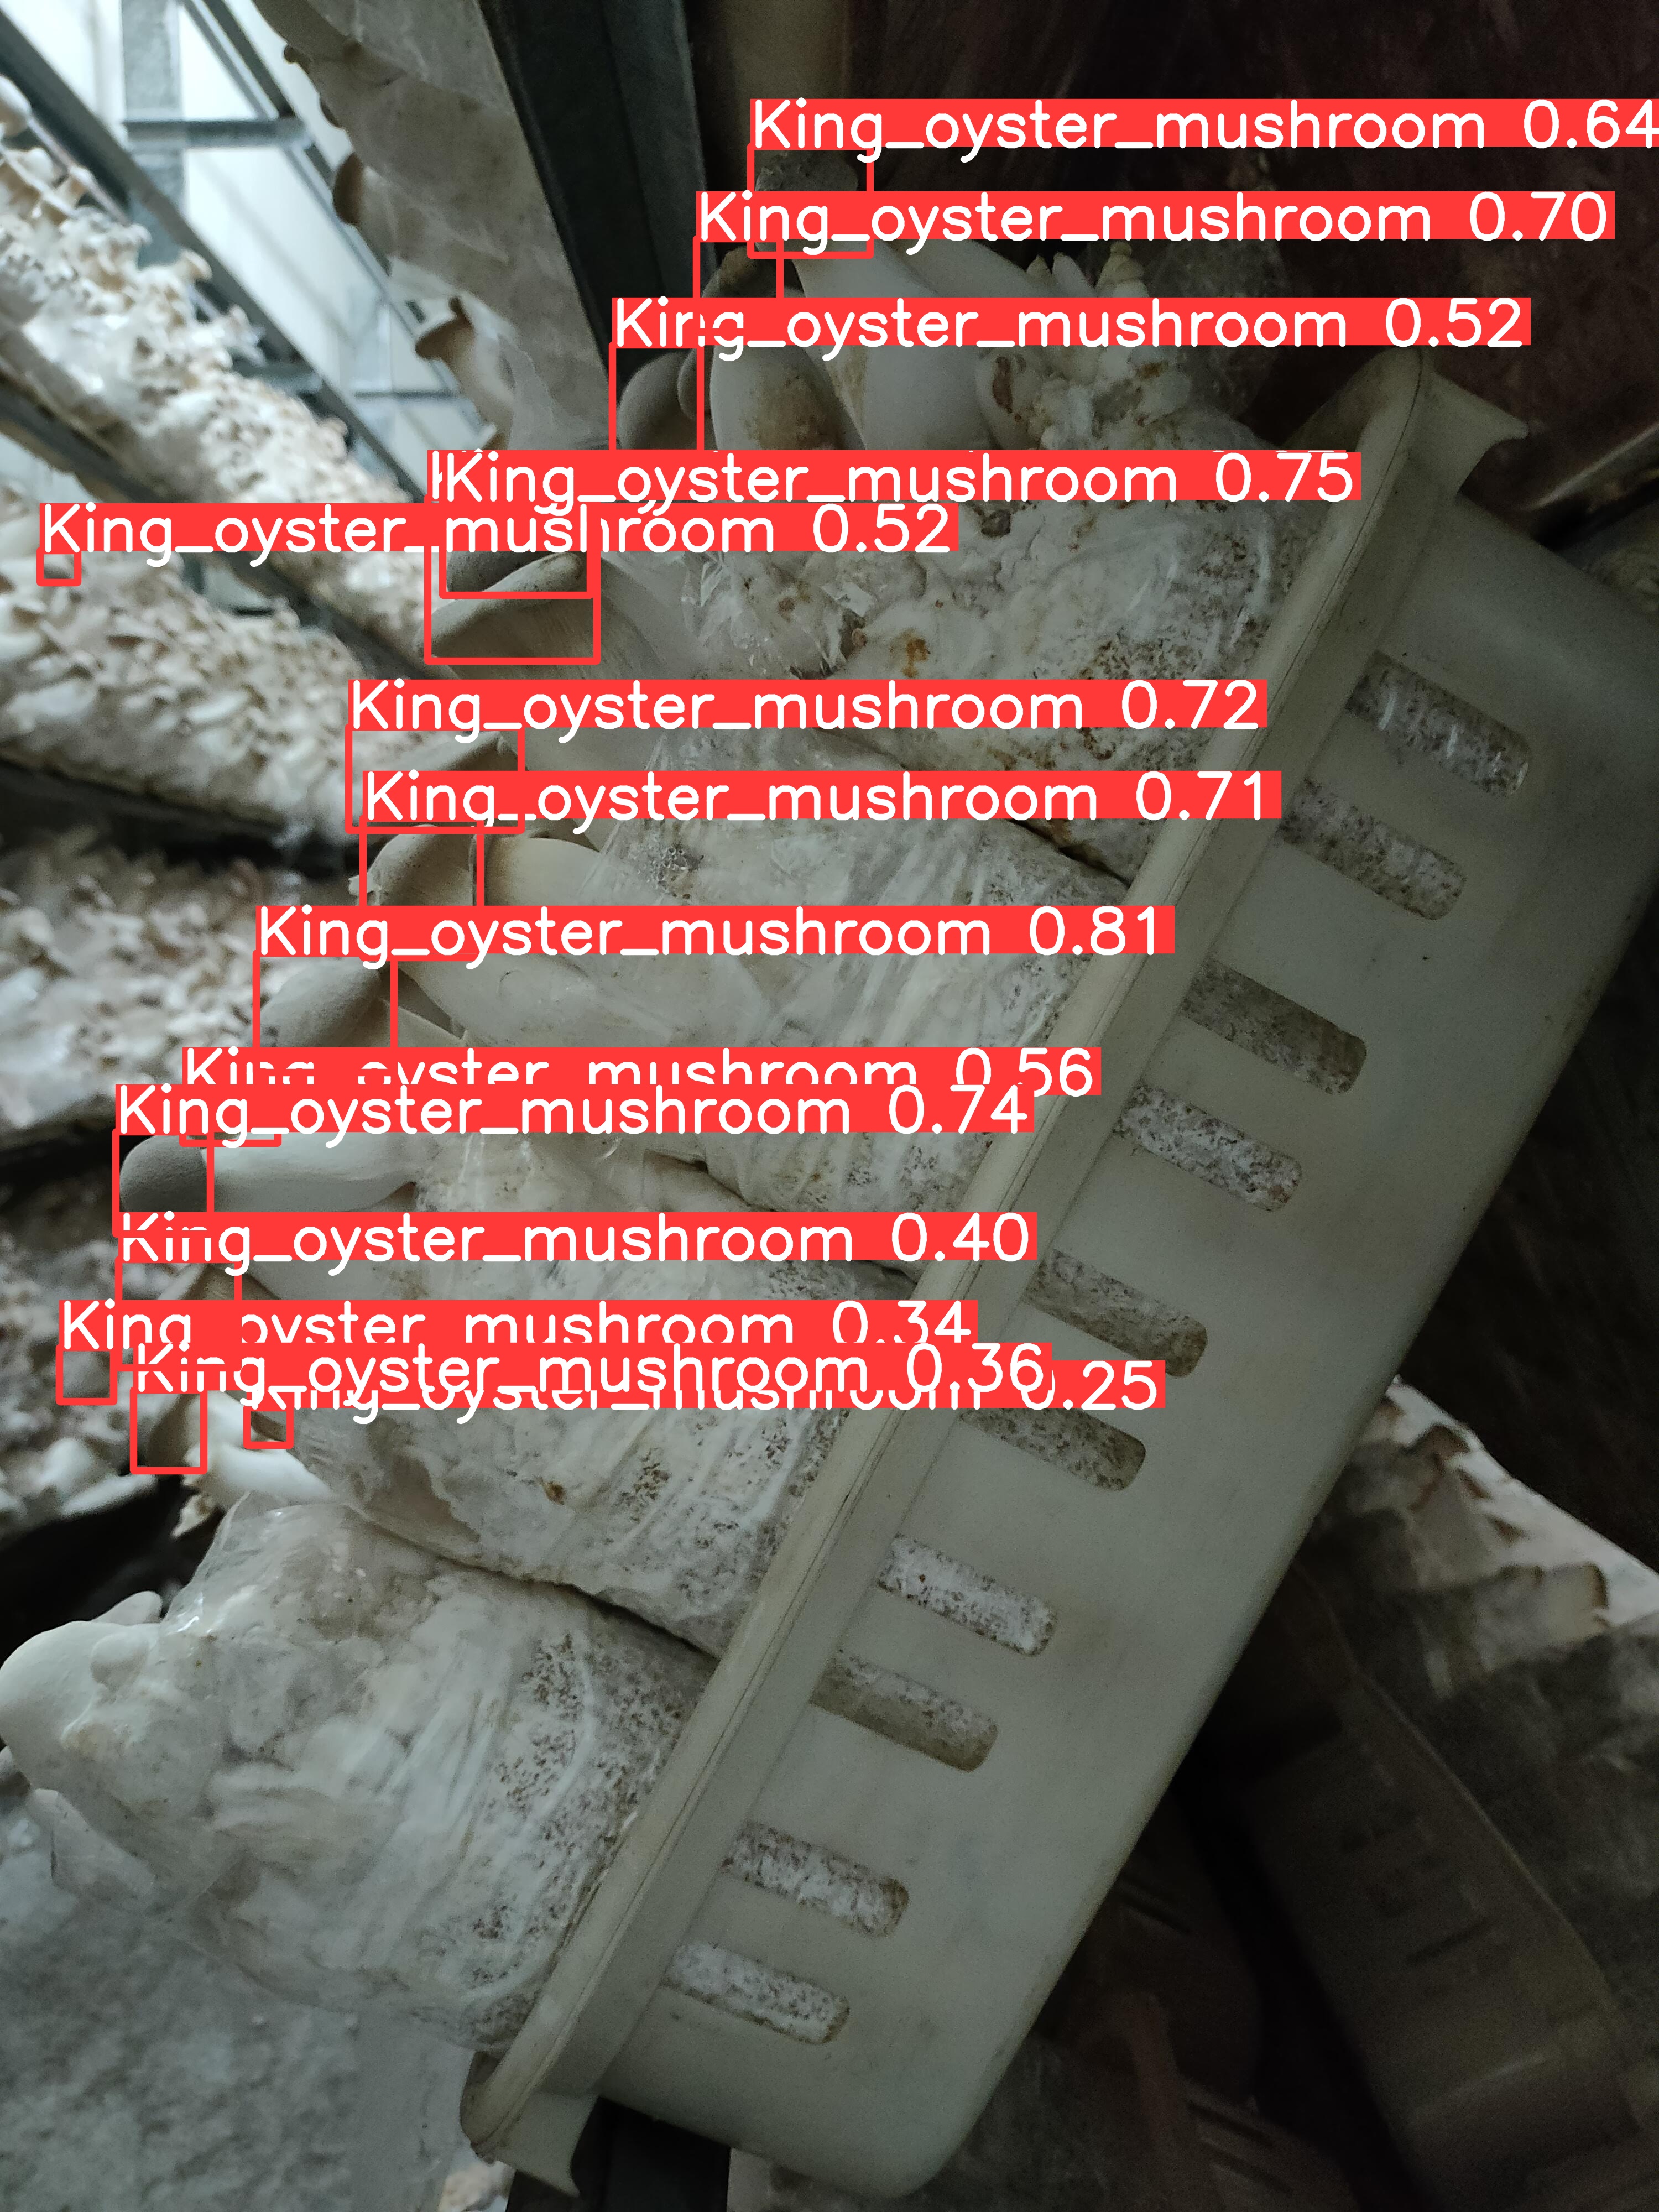 King_oyster_mushroom 0.64
King_oyster_mushroom 0.70
King_oyster_mushroom 0.52
King_oyster_mushroom 0.75
King_oyster_mushroom 0.52
King_oyster_mushroom 0.72
King_oyster_mushroom 0.71
King_oyster_mushroom 0.81
King_oyster_mushroom 0.56
King_oyster_mushroom 0.74
King_oyster_mushroom 0.40
King_oyster_mushroom 0.34
King_oyster_mushroom 0.36
King_oyster_mushroom 0.25